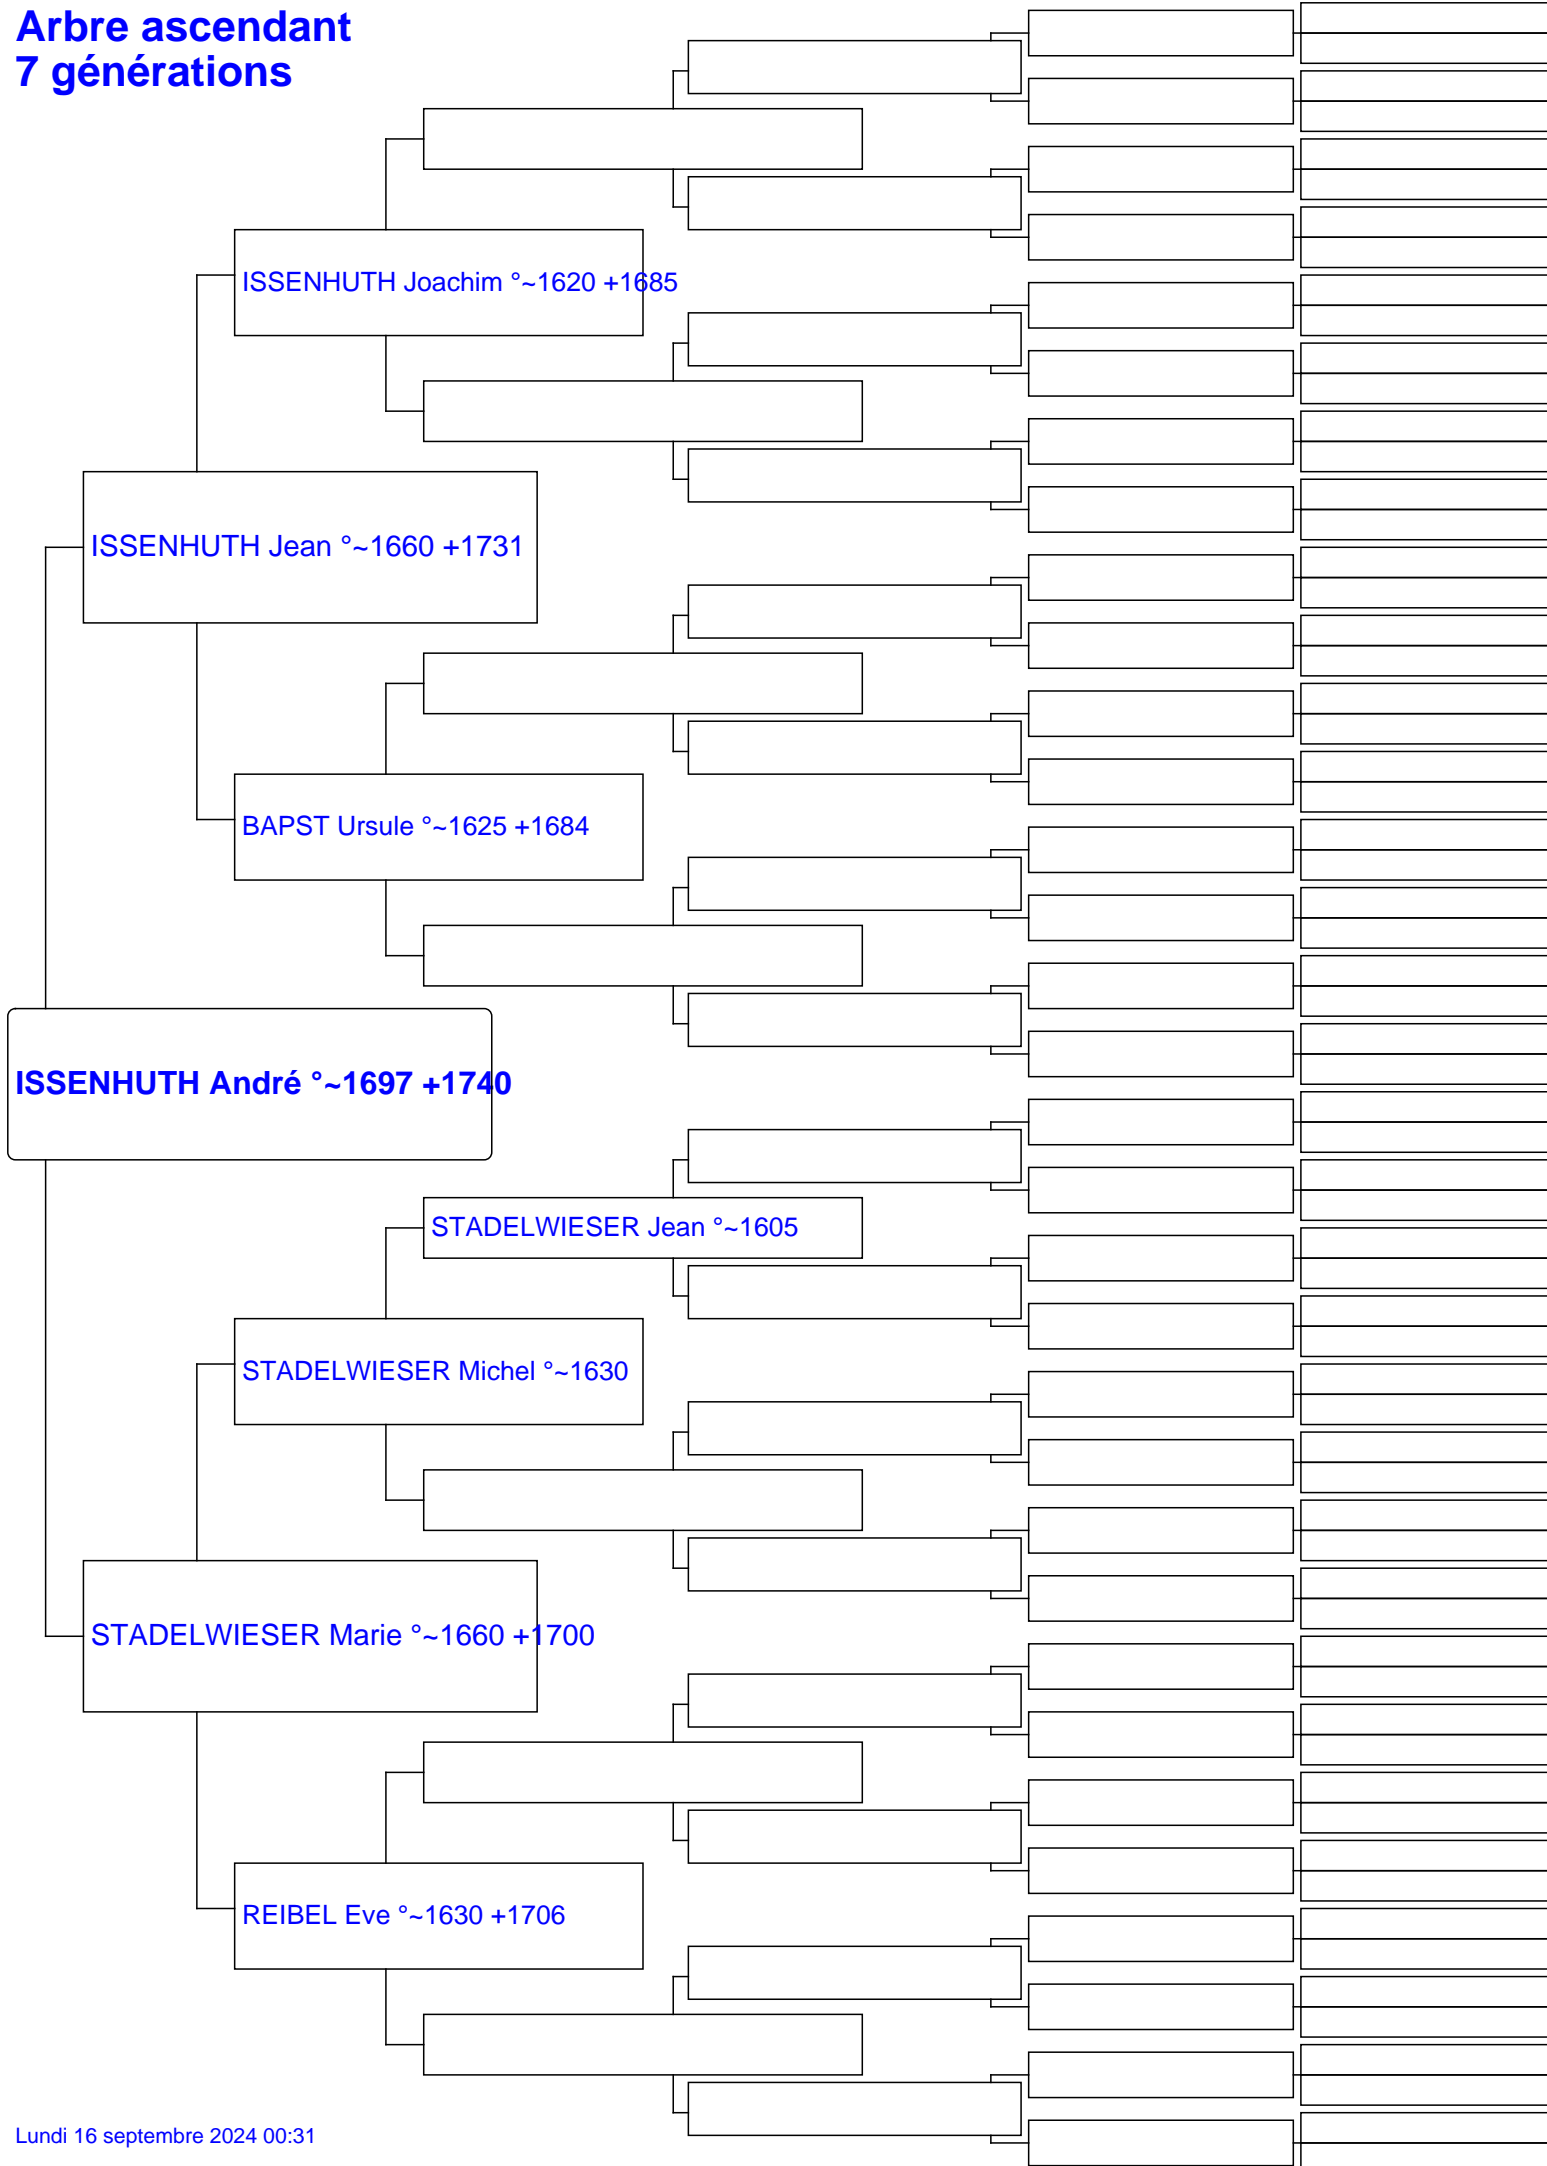 Arbre ascendant
7 générations
ISSENHUTH Joachim °~1620 +1685
ISSENHUTH Jean °~1660 +1731
BAPST Ursule °~1625 +1684
ISSENHUTH André °~1697 +1740
STADELWIESER Jean °~1605
STADELWIESER Michel °~1630
STADELWIESER Marie °~1660 +1700
REIBEL Eve °~1630 +1706
Lundi 16 septembre 2024 00:31